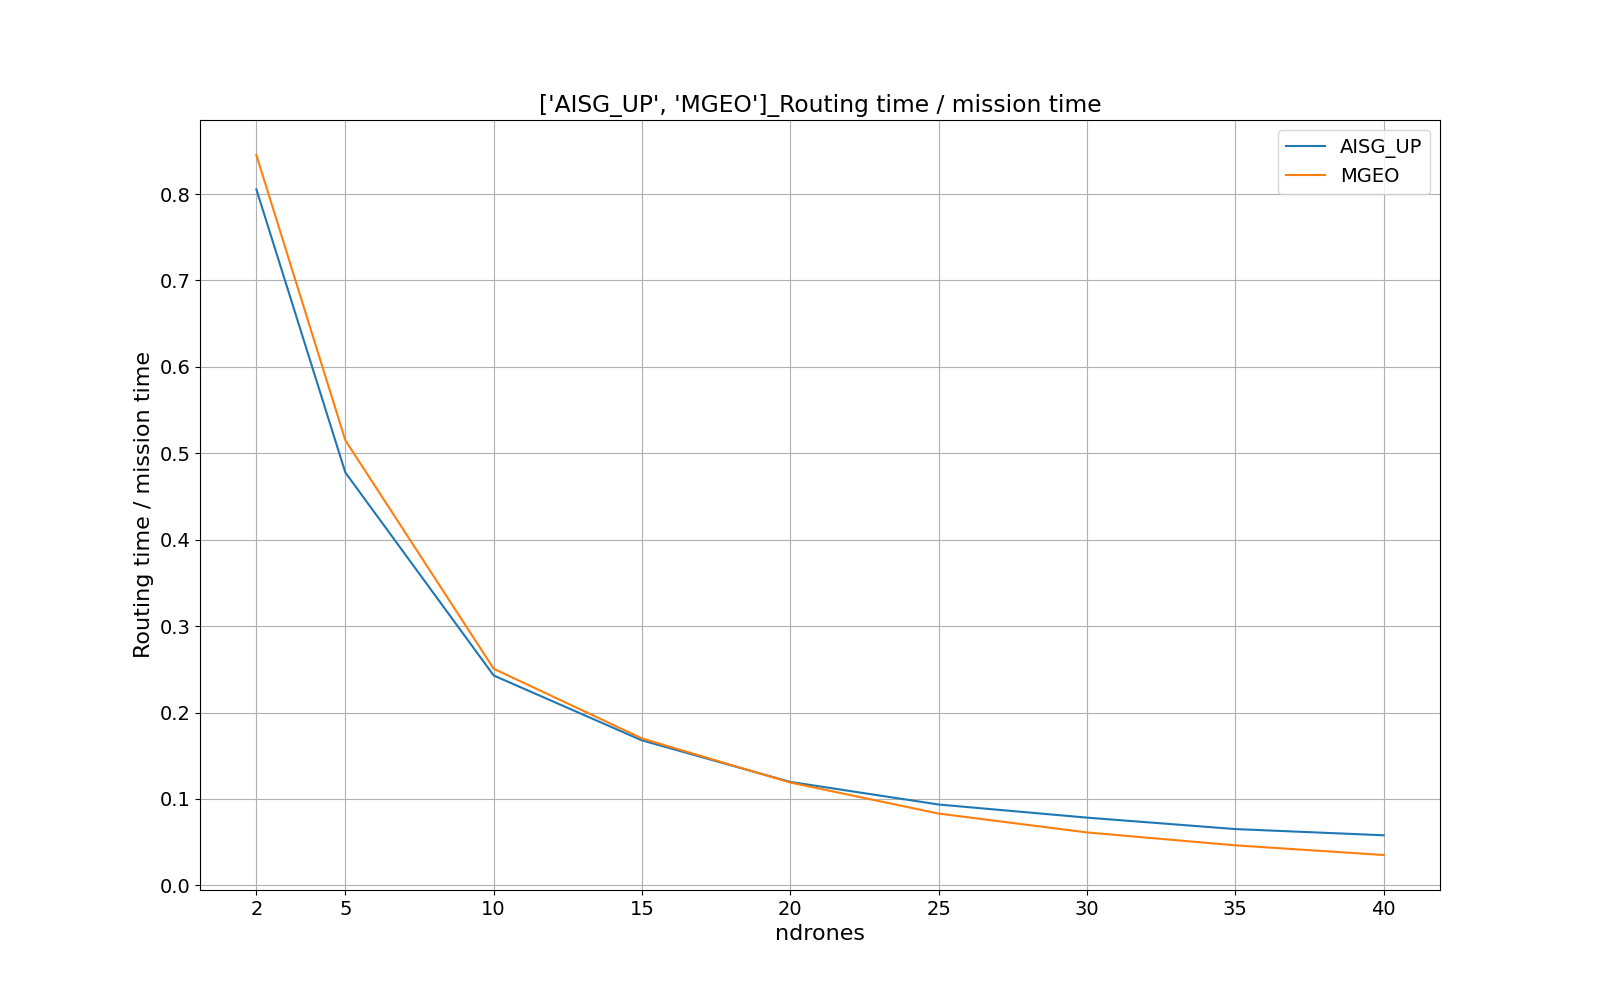 ['AISG_UP', 'MGEO']_Routing time / mission time
AISG_UP
MGEO
Routing time / mission time
0.8
0.7
0.6
0.5
0.4
0.3
0.2
0.1
0.0
2 5 10 15 20 25 30 35 40
ndrones